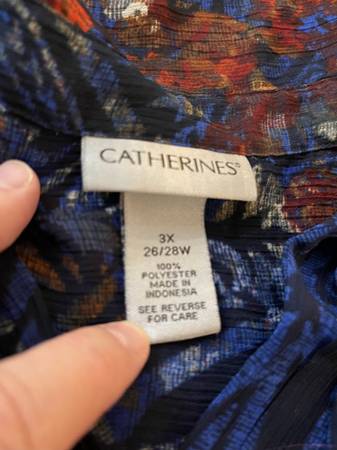 CATHERINES®
3X
26/28W
100%
POLYESTER
MADE IN
INDONESIA
SEE REVERSE
FOR CARE